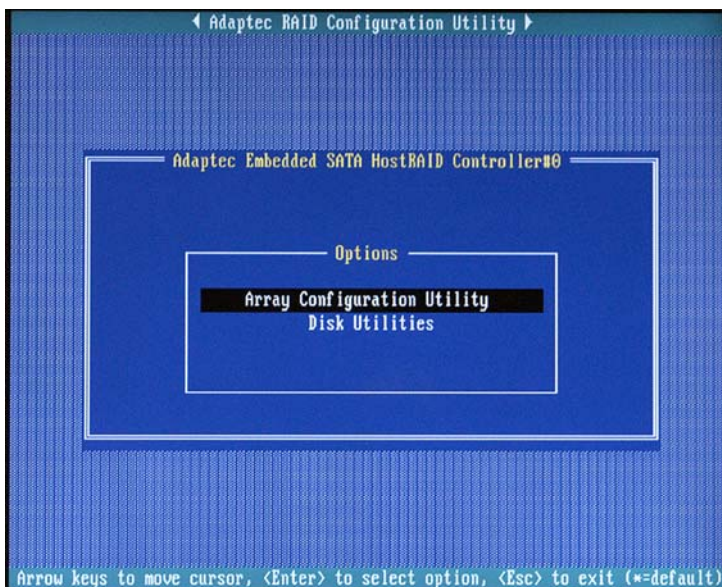 Adaptec RAID Configuration Utility
Adaptec Embedded SATA HostRAID Controller#0
Options
Array Configuration Utility
Disk Utilities
Arrow keys to move cursor, <Enter> to select option, <Esc> to exit (*=default)